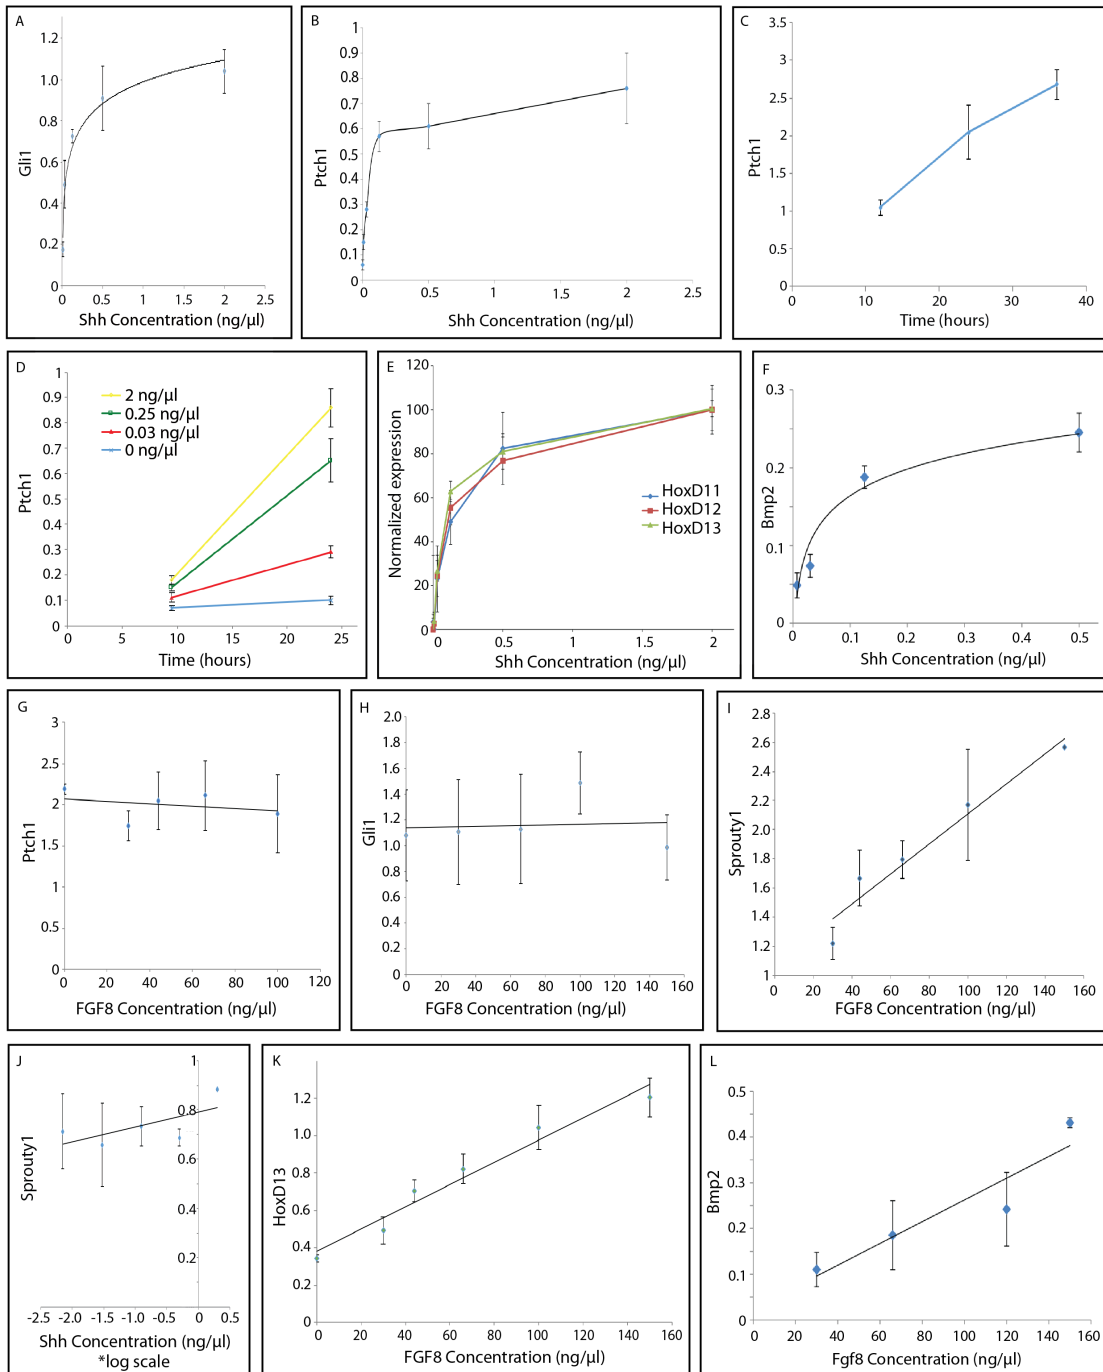 A
1.2
1.0
0.8
0.6
0.4
0.2
0
Gli1
0 0.5 1 1.5 2 2.5
Shh Concentration (ng/µl)
B
1
0.9
0.8
0.7
0.6
0.5
0.4
0.3
0.2
0.1
0
Ptch1
0 0.5 1 1.5 2 2.5
Shh Concentration (ng/µl)
C
3.5
3
2.5
2
1.5
1
0.5
0
Ptch1
0 10 20 30 40
Time (hours)
D
1
0.9
0.8
0.7
0.6
0.5
0.4
0.3
0.2
0.1
0
Ptch1
2 ng/µl
0.25 ng/µl
0.03 ng/µl
0 ng/µl
0 5 10 15 20 25
Time (hours)
E
120
100
80
60
40
20
0
Normalized expression
HoxD11
HoxD12
HoxD13
0 0.5 1 1.5 2
Shh Concentration (ng/µl)
F
0.3
0.2
0.1
0
Bmp2
0 0.1 0.2 0.3 0.4 0.5
Shh Concentration (ng/µl)
G
3
2.5
2
1.5
1
0.5
0
Ptch1
0 20 40 60 80 100 120
FGF8 Concentration (ng/µl)
H
2.0
1.8
1.6
1.4
1.2
1.0
0.8
0.6
0.4
0.2
0
Gli1
0 20 40 60 80 100 120 140 160
FGF8 Concentration (ng/µl)
I
2.8
2.6
2.4
2.2
2.0
1.8
1.6
1.4
1.2
1
Sprouty1
0 20 40 60 80 100 120 140 160
FGF8 Concentration (ng/µl)
J
1
0.8
0.6
0.4
0.2
Sprouty1
-2.5 -2.0 -1.5 -1.0 -0.5 0 0.5
Shh Concentration (ng/µl)
*log scale
K
1.2
1.0
0.8
0.6
0.4
0.2
0
HoxD13
0 20 40 60 80 100 120 140 160
FGF8 Concentration (ng/µl)
L
0.5
0.4
0.3
0.2
0.1
0
Bmp2
0 20 40 60 80 100 120 140 160
Fgf8 Concentration (ng/µl)